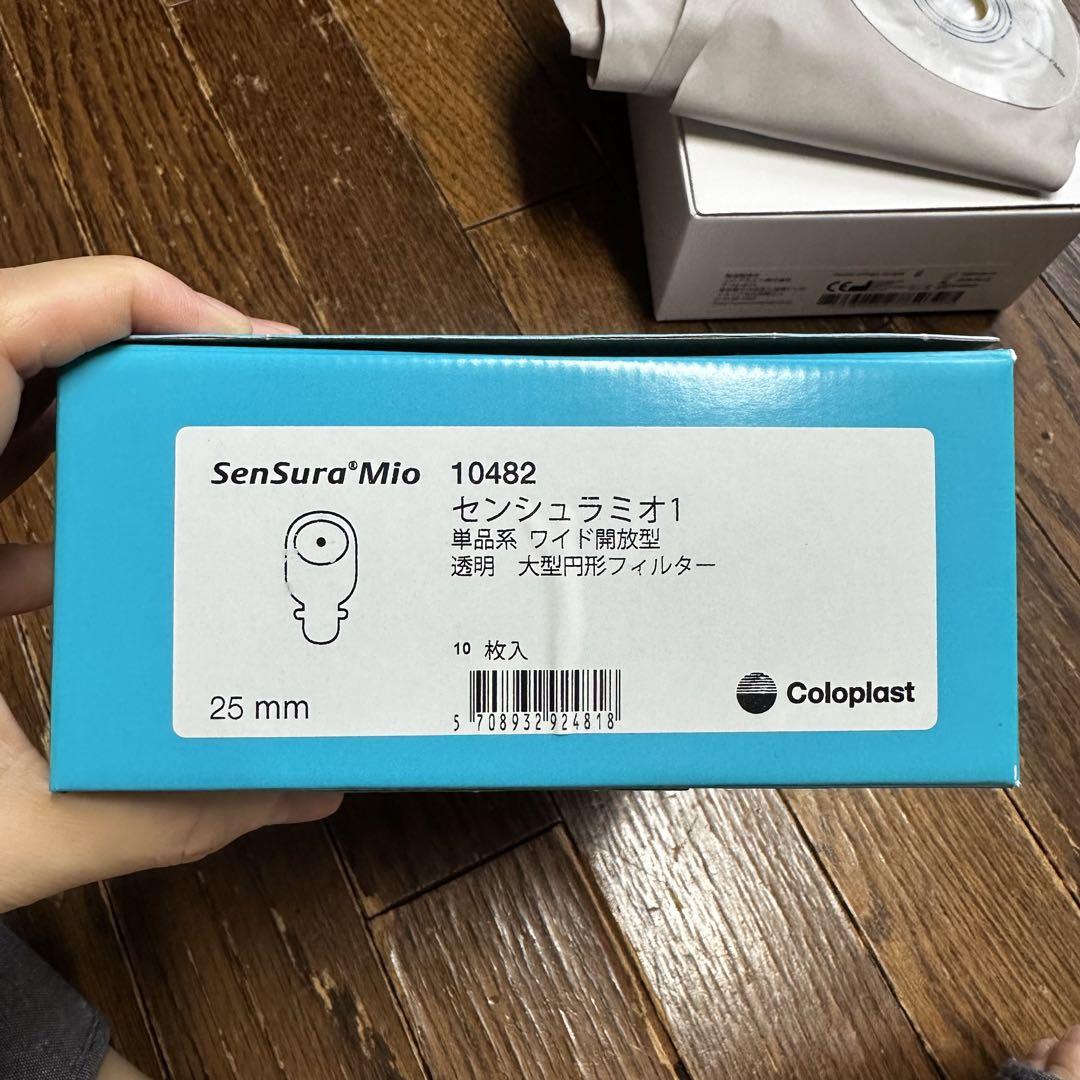 SenSura®Mio 10482
センシュラミオ1
単品系 ワイド開放型
透明 大型円形フィルター
10 枚入
5 708932 924818
25 mm
Coloplast
CE